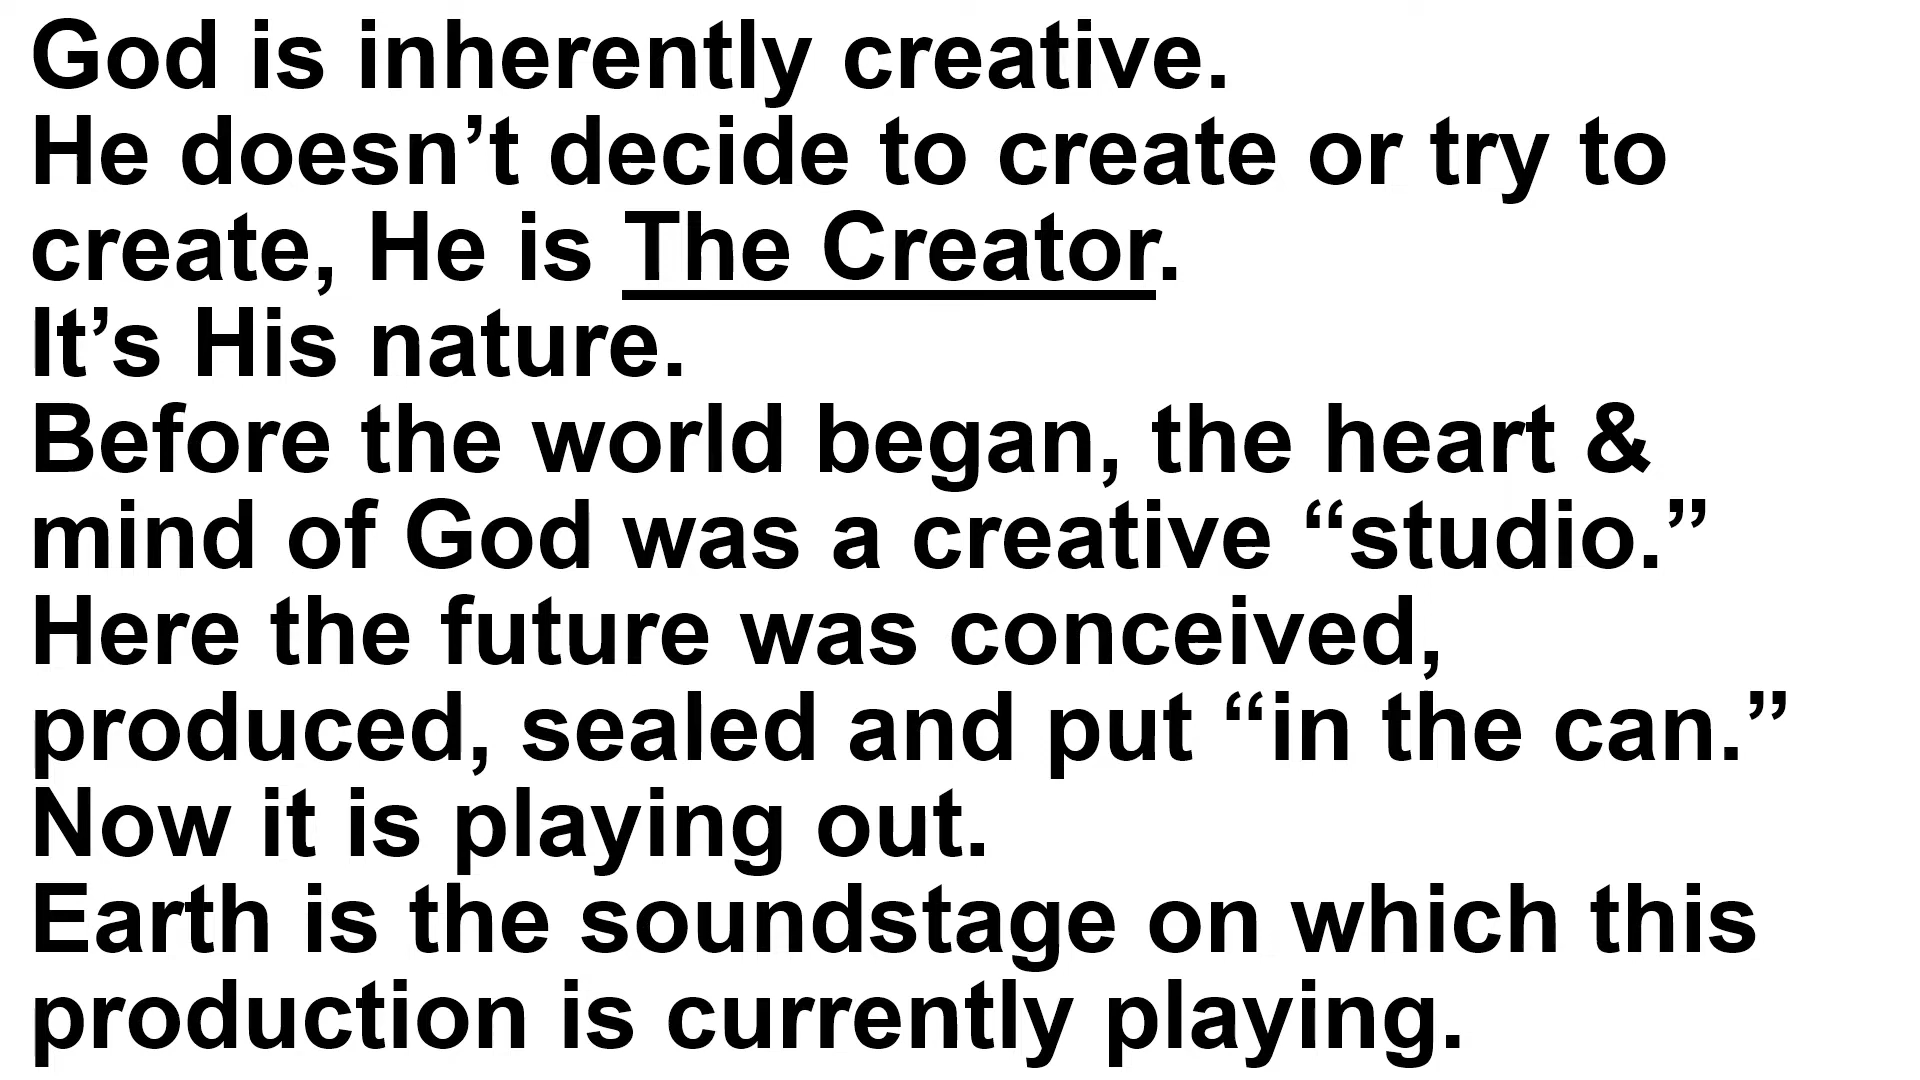 God is inherently creative.
He doesn’t decide to create or try to
create, He is The Creator.
It’s His nature.
Before the world began, the heart &
mind of God was a creative “studio.”
Here the future was conceived,
produced, sealed and put “in the can.”
Now it is playing out.
Earth is the soundstage on which this
production is currently playing.